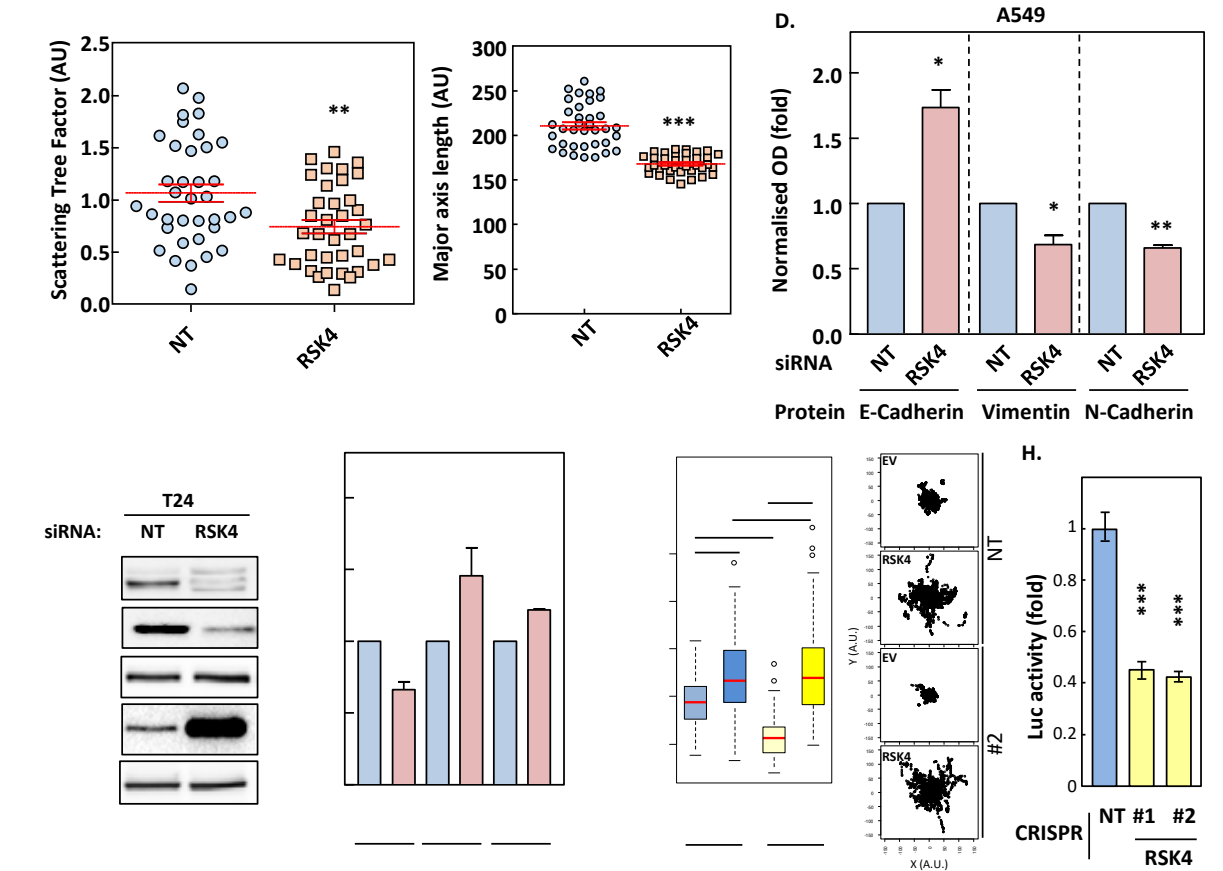 Scattering Tree Factor (AU)
2.5
2.0
1.5
1.0
0.5
0.0
**
NT
RSK4
Major axis length (AU)
300
250
200
150
100
50
0
***
NT
RSK4
D.
A549
Normalised OD (fold)
2.0
1.0
0.5
0.0
*
*
**
siRNA
NT
RSK4
NT
RSK4
NT
RSK4
Protein E-Cadherin Vimentin N-Cadherin
T24
siRNA: NT RSK4
EV
RSK4
EV
RSK4
NT
#2
Y (A.U.)
X (A.U.)
H.
Luc activity (fold)
1
0.8
0.6
0.4
0.2
0
***
***
NT #1 #2
CRISPR
RSK4